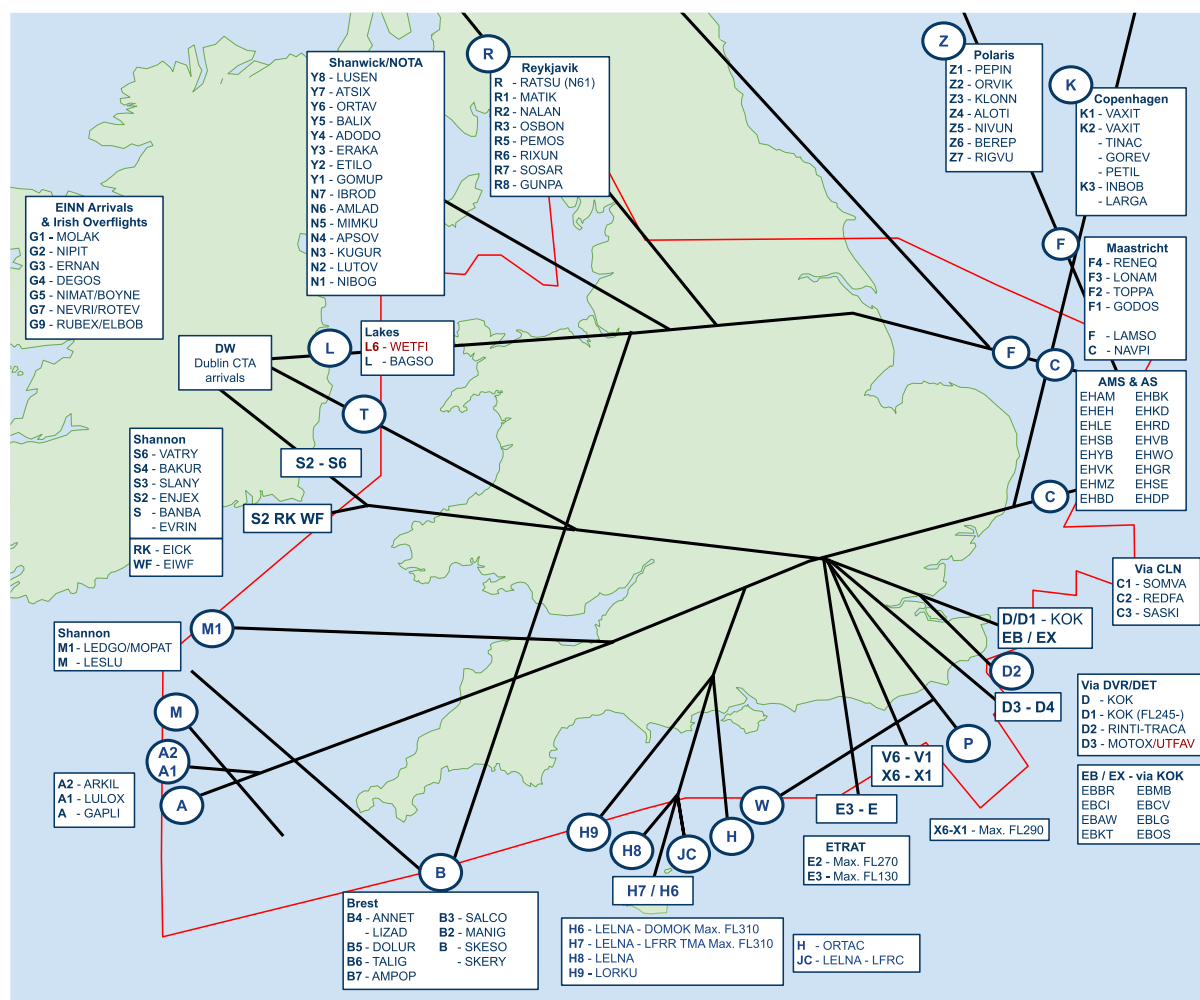 R
Z
K
Shanwick/NOTA
Y8 - LUSEN
Y7 - ATSIX
Y6 - ORTAV
Y5 - BALIX
Y4 - ADODO
Y3 - ERAKA
Y2 - ETILO
Y1 - GOMUP
N7 - IBROD
N6 - AMLAD
N5 - MIMKU
N4 - APSOV
N3 - KUGUR
N2 - LUTOV
N1 - NIBOG
Reykjavik
R - RATSU (N61)
R1 - MATIK
R2 - NALAN
R3 - OSBON
R5 - PEMOS
R6 - RIXUN
R7 - SOSAR
R8 - GUNPA
Polaris
Z1 - PEPIN
Z2 - ORVIK
Z3 - KLONN
Z4 - ALOTI
Z5 - NIVUN
Z6 - BEREP
Z7 - RIGVU
Copenhagen
K1 - VAXIT
K2 - VAXIT
- TINAC
- GOREV
- PETIL
K3 - INBOB
- LARGA
EINN Arrivals
& Irish Overflights
G1 - MOLAK
G2 - NIPIT
G3 - ERNAN
G4 - DEGOS
G5 - NIMAT/BOYNE
G7 - NEVRI/ROTEV
G9 - RUBEX/ELBOB
F
Maastricht
F4 - RENEQ
F3 - LONAM
F2 - TOPPA
F1 - GODOS
F - LAMSO
C - NAVPI
DW
Dublin CTA
arrivals
L
Lakes
L6 - WETFI
L - BAGSO
F
C
T
AMS & AS
EHAM EHBK
EHEH EHKD
EHLE EHRD
EHSB EHVB
EHYB EHWO
EHVK EHGR
EHMZ EHSE
EHBD EHDP
Shannon
S6 - VATRY
S4 - BAKUR
S3 - SLANY
S2 - ENJEX
S - BANBA
- EVRIN
RK - EICK
WF - EIWF
S2 - S6
S2 RK WF
C
Via CLN
C1 - SOMVA
C2 - REDFA
C3 - SASKI
Shannon
M1- LEDGO/MOPAT
M - LESLU
M1
D/D1 - KOK
EB / EX
D2
D3 - D4
Via DVR/DET
D - KOK
D1 - KOK (FL245-)
D2 - RINTI-TRACA
D3 - MOTOX/UTFAV
M
A2
A1
A
A2 - ARKIL
A1 - LULOX
A - GAPLI
P
V6 - V1
X6 - X1
W
E3 - E
EB / EX - via KOK
EBBR EBMB
EBCI EBCV
EBAW EBLG
EBKT EBOS
X6-X1 - Max. FL290
H9
H8
JC
H
H7 / H6
ETRAT
E2 - Max. FL270
E3 - Max. FL130
B
Brest
B4 - ANNET B3 - SALCO
- LIZAD B2 - MANIG
B5 - DOLUR B - SKESO
B6 - TALIG - SKERY
B7 - AMPOP
H6 - LELNA - DOMOK Max. FL310
H7 - LELNA - LFRR TMA Max. FL310
H8 - LELNA
H9 - LORKU
H - ORTAC
JC - LELNA - LFRC